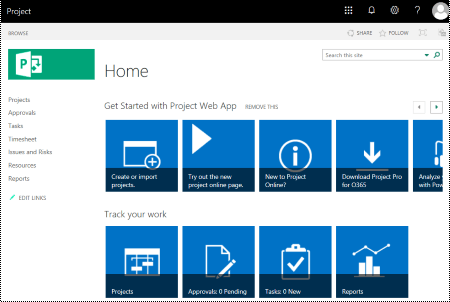 Project
BROWSE
SHARE
FOLLOW
P
Search this site
Home
Projects
Approvals
Tasks
Timesheet
Issues and Risks
Resources
Reports
EDIT LINKS
Get Started with Project Web App
REMOVE THIS
Create or import
projects.
Try out the new
project online page.
New to Project
Online?
Download Project Pro
for O365
Analyze
with Pow
Track your work
Projects
Approvals: 0 Pending
Tasks: 0 New
Reports